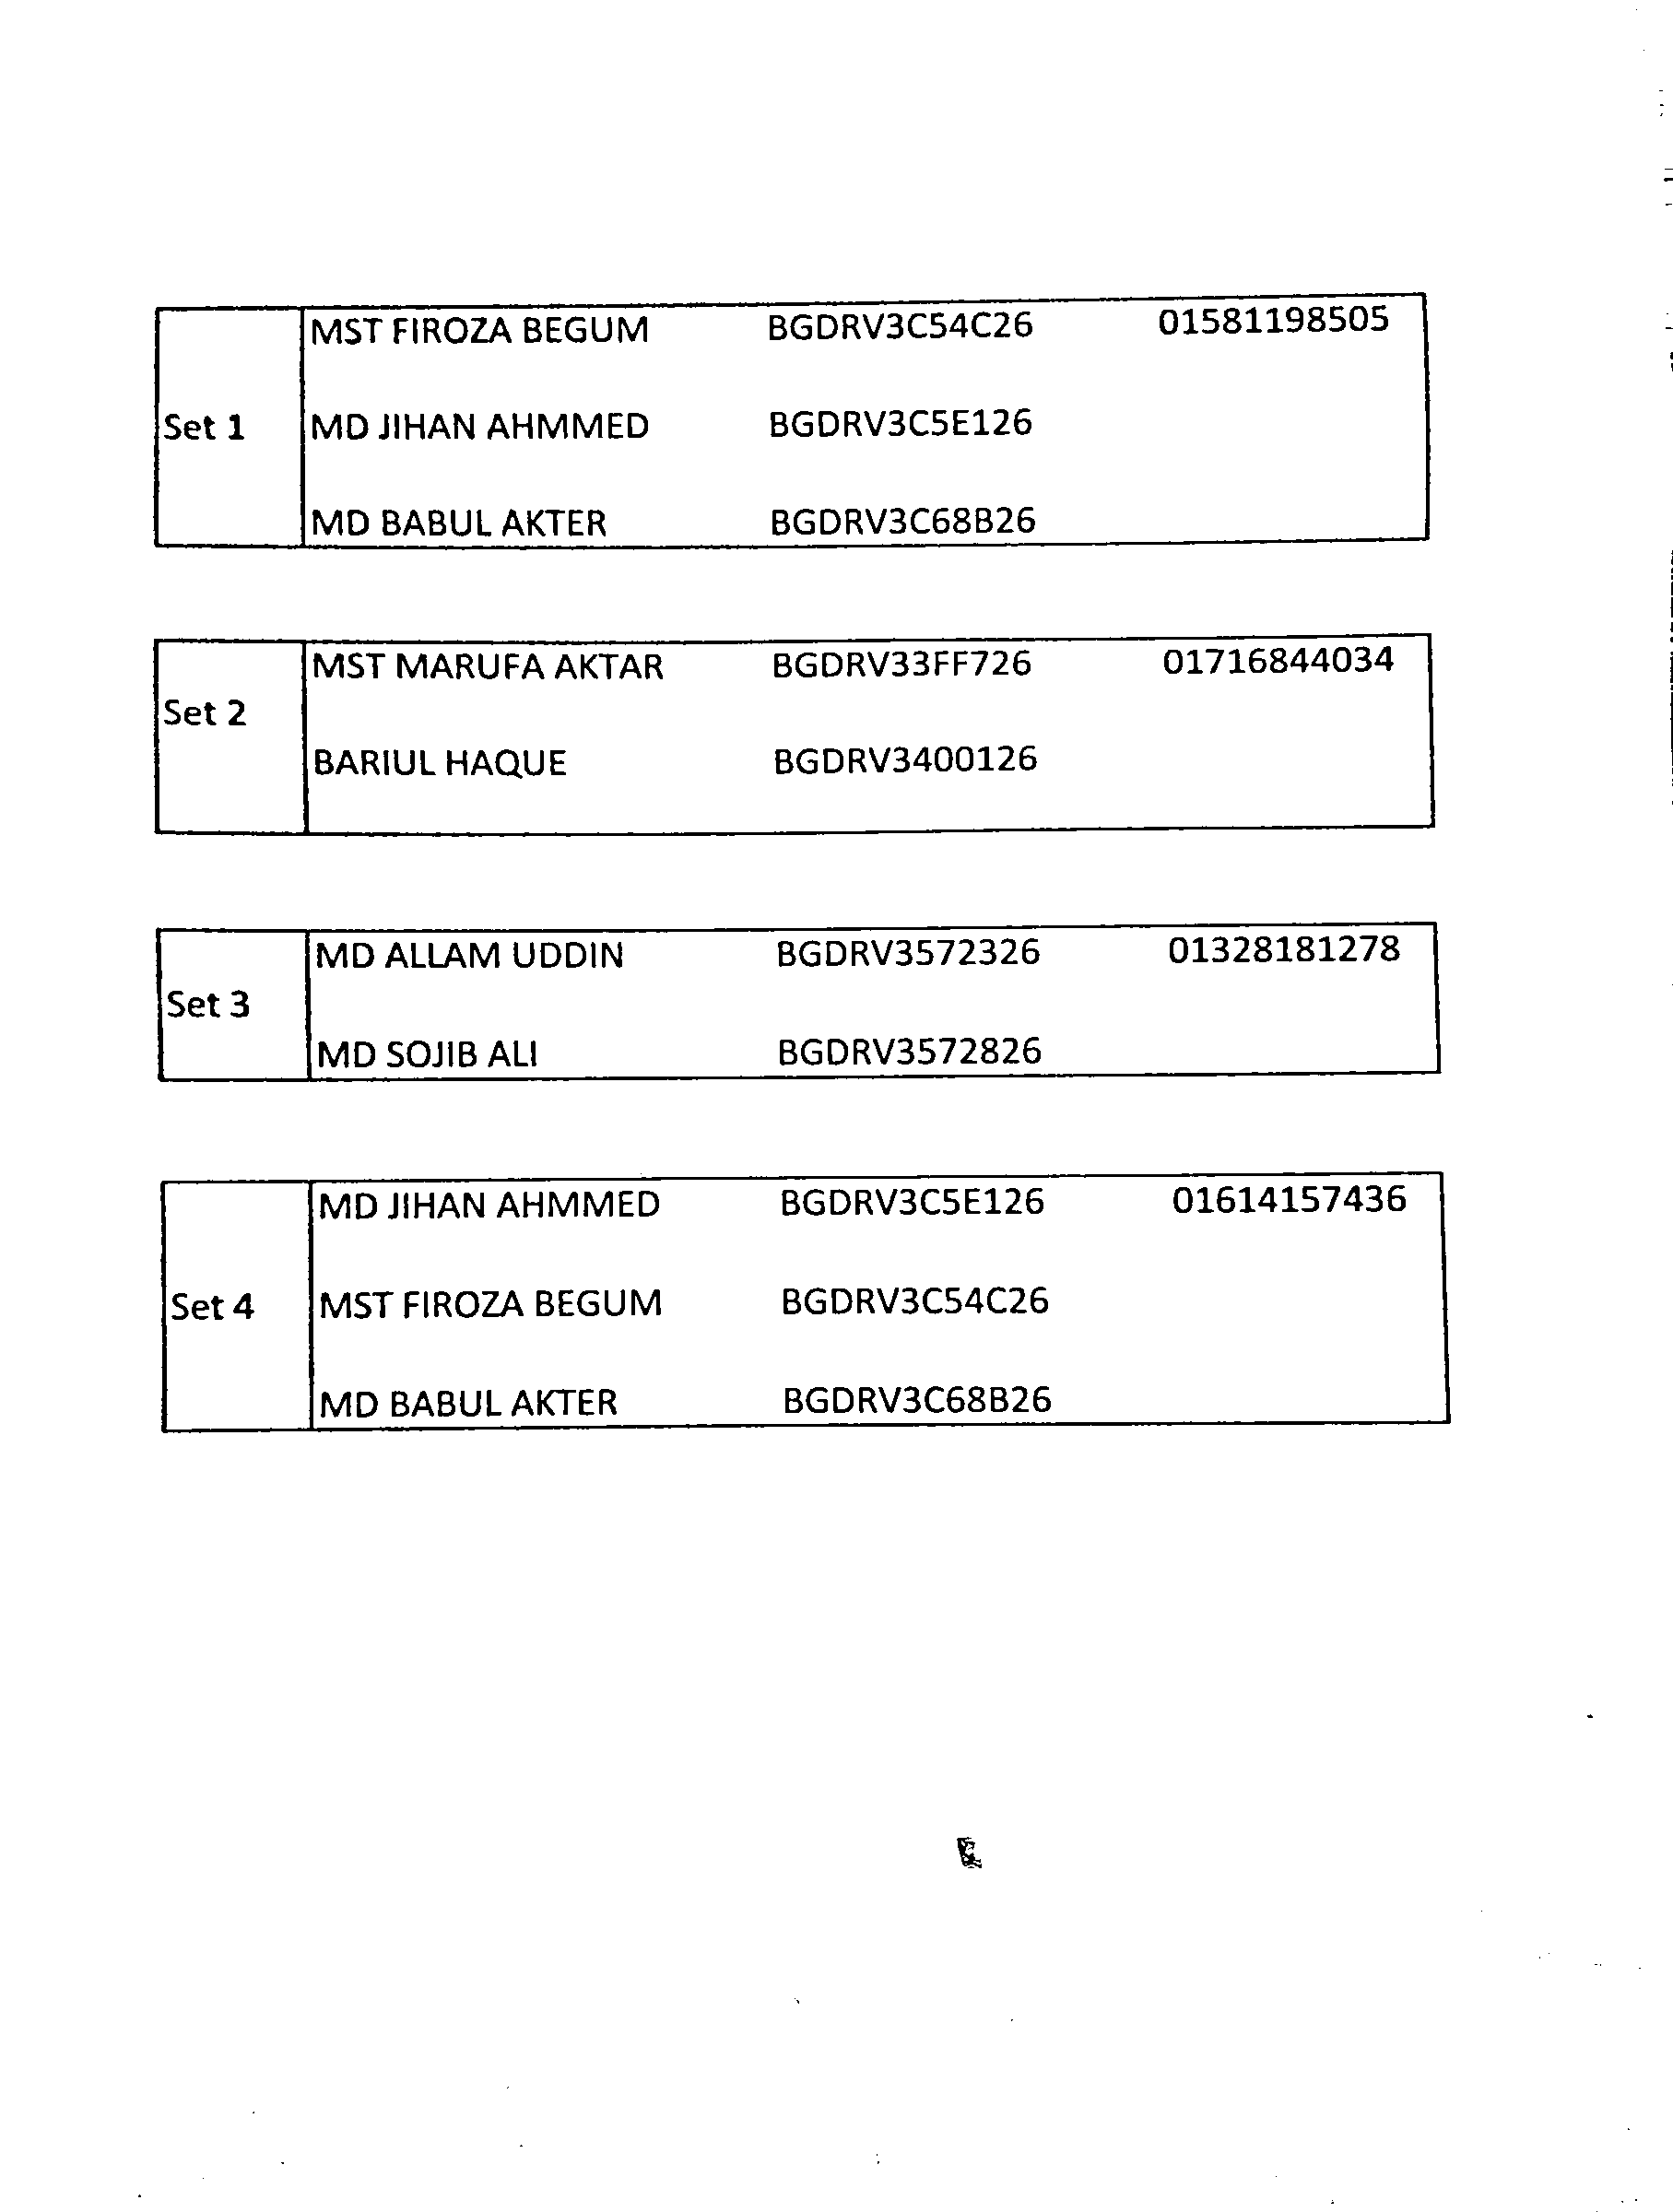 MST FIROZA BEGUM BGDRV3C54C26 01581198505
Set 1 MD JIHAN AHMMED BGDRV3C5E126
MD BABUL AKTER BGDRV3C68B26
MST MARUFA AKTAR BGDRV33FF726 01716844034
Set 2
BARIUL HAQUE BGDRV3400126
MD ALLAM UDDIN BGDRV3572326 01328181278
Set 3
MD SOJIB ALI BGDRV3572826
MD JIHAN AHMMED BGDRV3C5E126 01614157436
Set 4 MST FIROZA BEGUM BGDRV3C54C26
MD BABUL AKTER BGDRV3C68B26